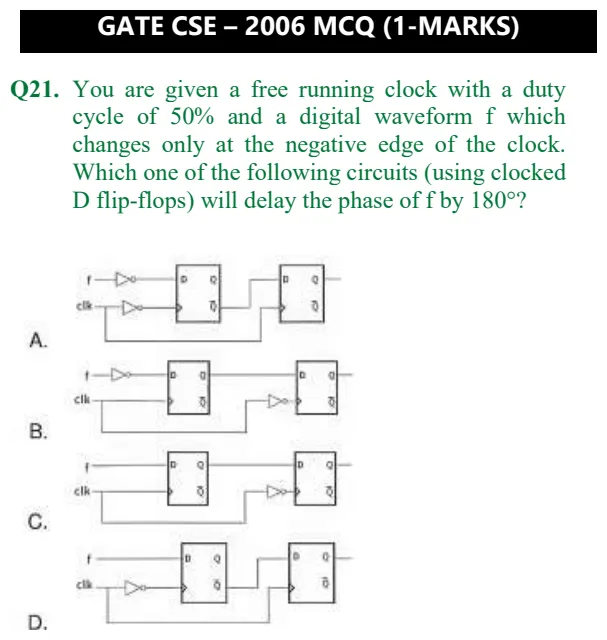 GATE CSE – 2006 MCQ (1-MARKS)
Q21. You are given a free running clock with a duty
cycle of 50% and a digital waveform f which
changes only at the negative edge of the clock.
Which one of the following circuits (using clocked
D flip-flops) will delay the phase of f by 180°?
f D Q D Q
clk Q̅ Q̅
A.
f D Q D Q
clk Q̅ Q̅
B.
f D Q D Q
clk Q̅ Q̅
C.
f D Q D Q
clk Q̅ Q̅
D.